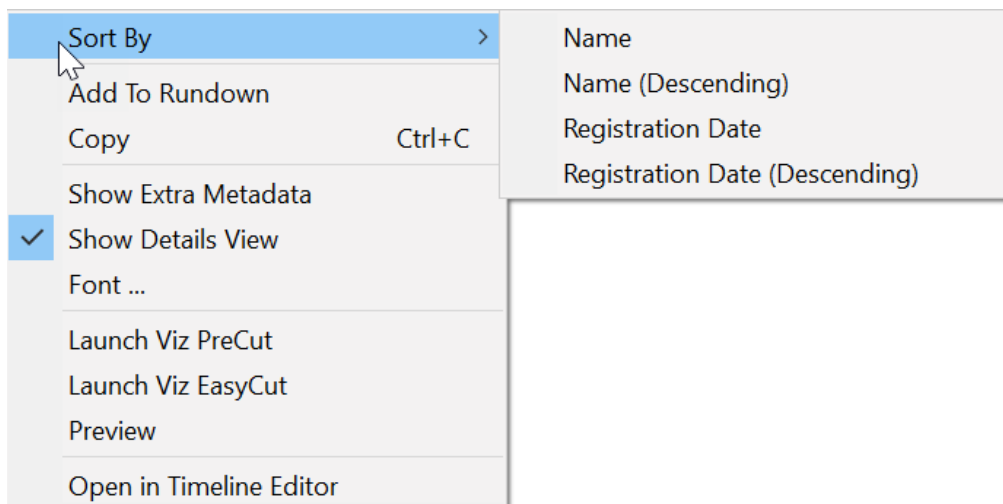 Sort By >
Add To Rundown
Copy Ctrl+C
Show Extra Metadata
Show Details View
Font ...
Launch Viz PreCut
Launch Viz EasyCut
Preview
Open in Timeline Editor
Name
Name (Descending)
Registration Date
Registration Date (Descending)